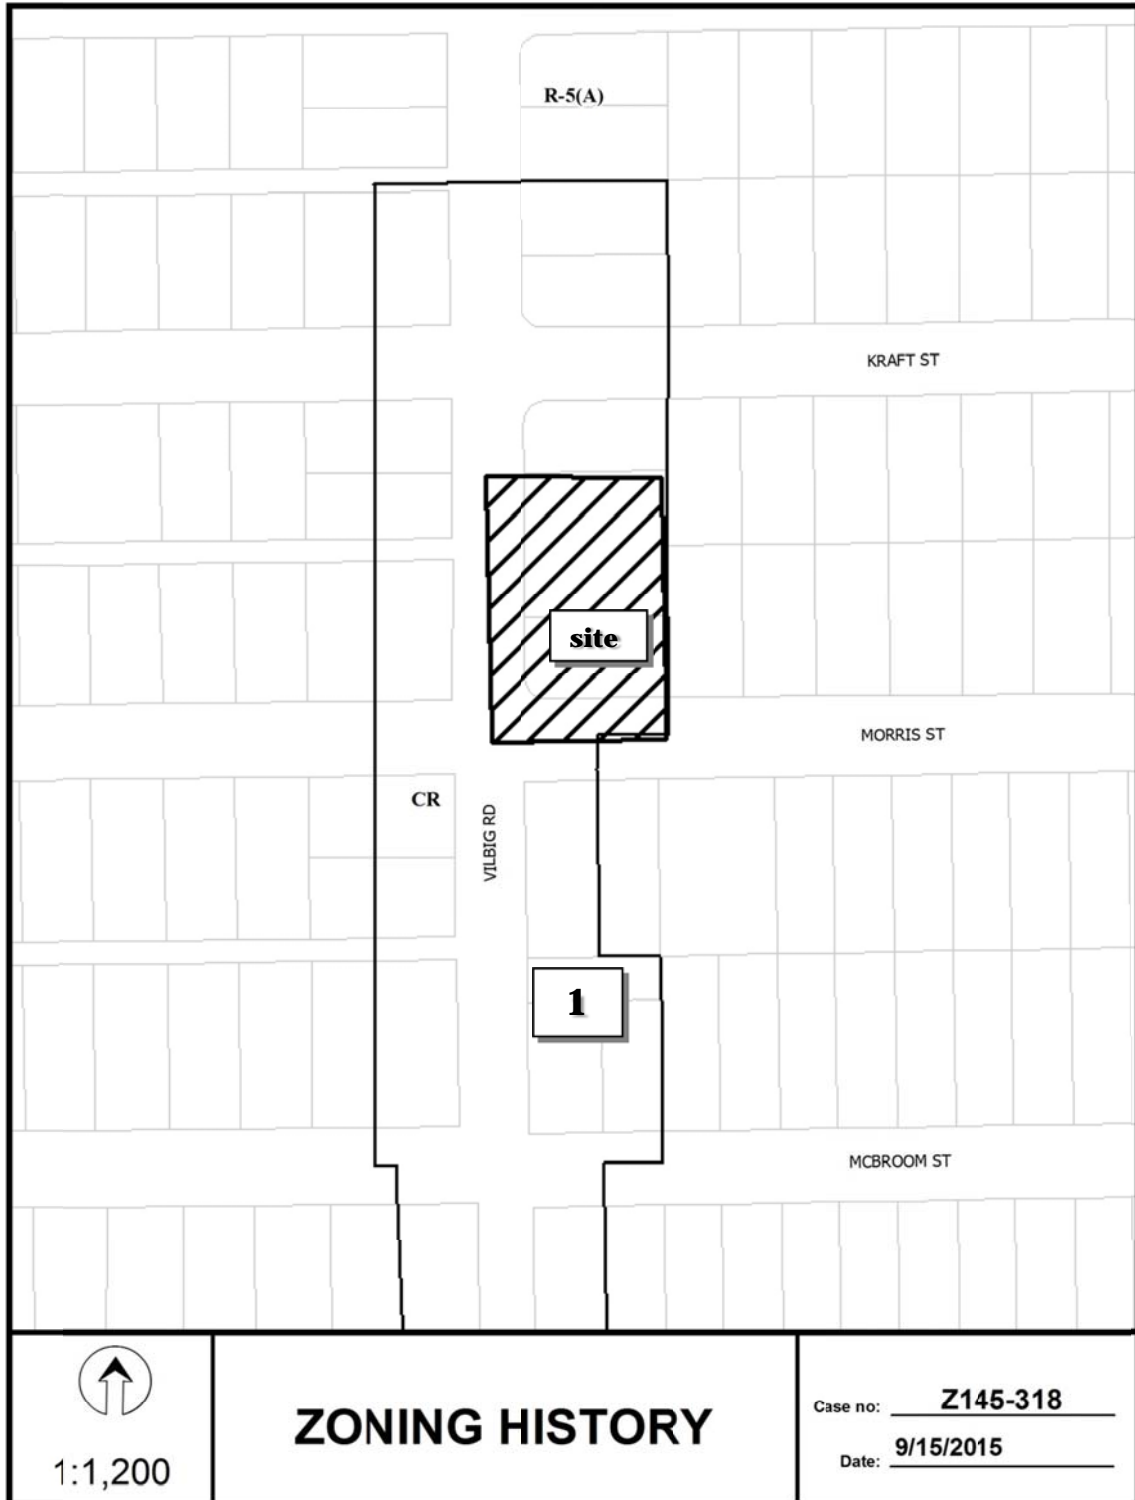 R-5(A)
KRAFT ST
site
MORRIS ST
CR
VILBIG RD
1
MCBROOM ST
1:1,200
ZONING HISTORY
Case no: Z145-318
Date: 9/15/2015